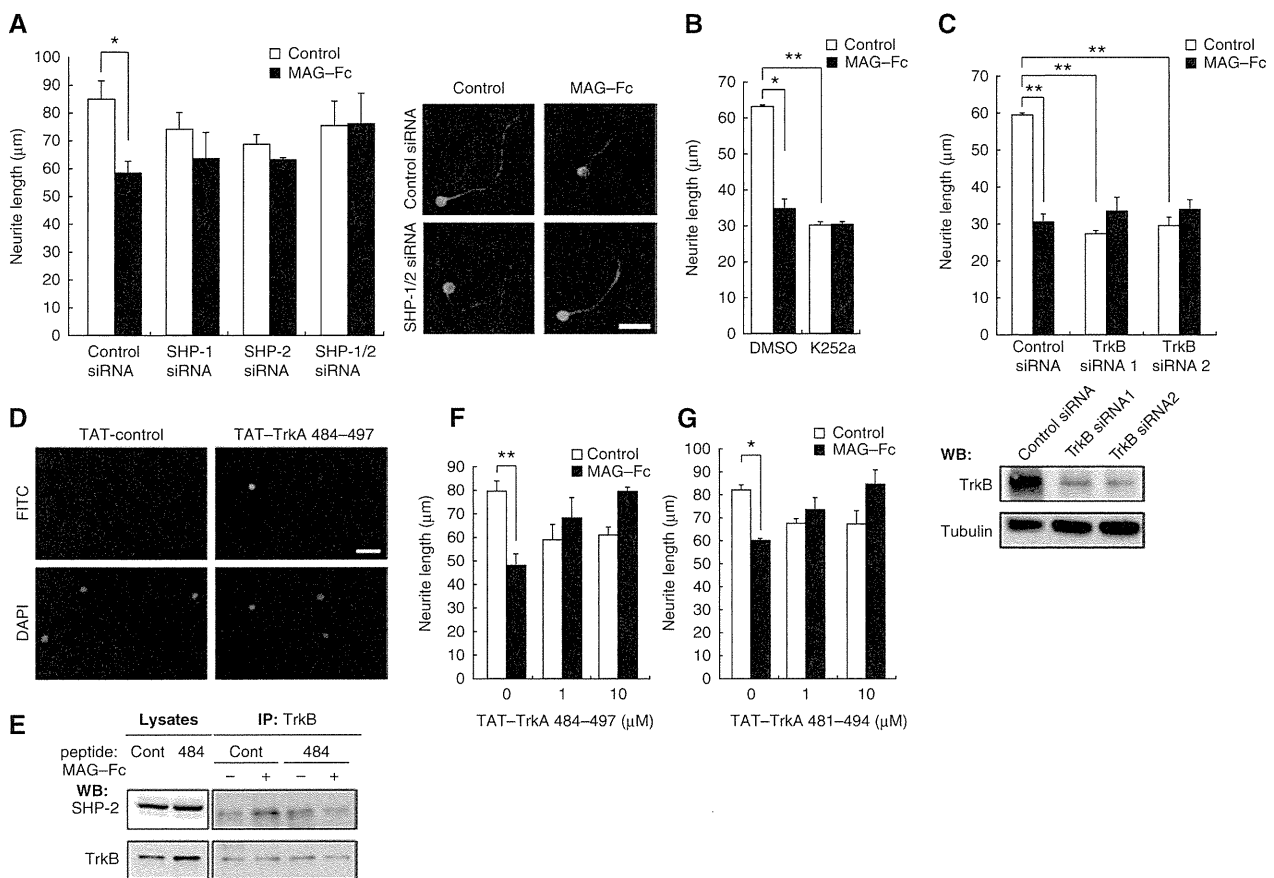 A
Control
MAG–Fc
*
Neurite length (μm)
100
90
80
70
60
50
40
30
20
10
0
Control siRNA
SHP-1 siRNA
SHP-2 siRNA
SHP-1/2 siRNA
Control
MAG–Fc
Control siRNA
SHP-1/2 siRNA
B
Control
MAG–Fc
**
*
Neurite length (μm)
70
60
50
40
30
20
10
0
DMSO
K252a
C
Control
MAG–Fc
**
**
**
Neurite length (μm)
70
60
50
40
30
20
10
0
Control siRNA
TrkB siRNA 1
TrkB siRNA 2
Control siRNA
TrkB siRNA1
TrkB siRNA2
WB:
TrkB
Tubulin
D
TAT-control
TAT–TrkA 484–497
FITC
DAPI
E
Lysates
IP: TrkB
peptide: Cont 484 Cont 484
MAG–Fc – + – +
WB:
SHP-2
TrkB
F
Control
MAG–Fc
**
Neurite length (μm)
90
80
70
60
50
40
30
20
10
0
0 1 10
TAT–TrkA 484–497 (μM)
G
Control
MAG–Fc
*
Neurite length (μm)
100
90
80
70
60
50
40
30
20
10
0
0 1 10
TAT–TrkA 481–494 (μM)